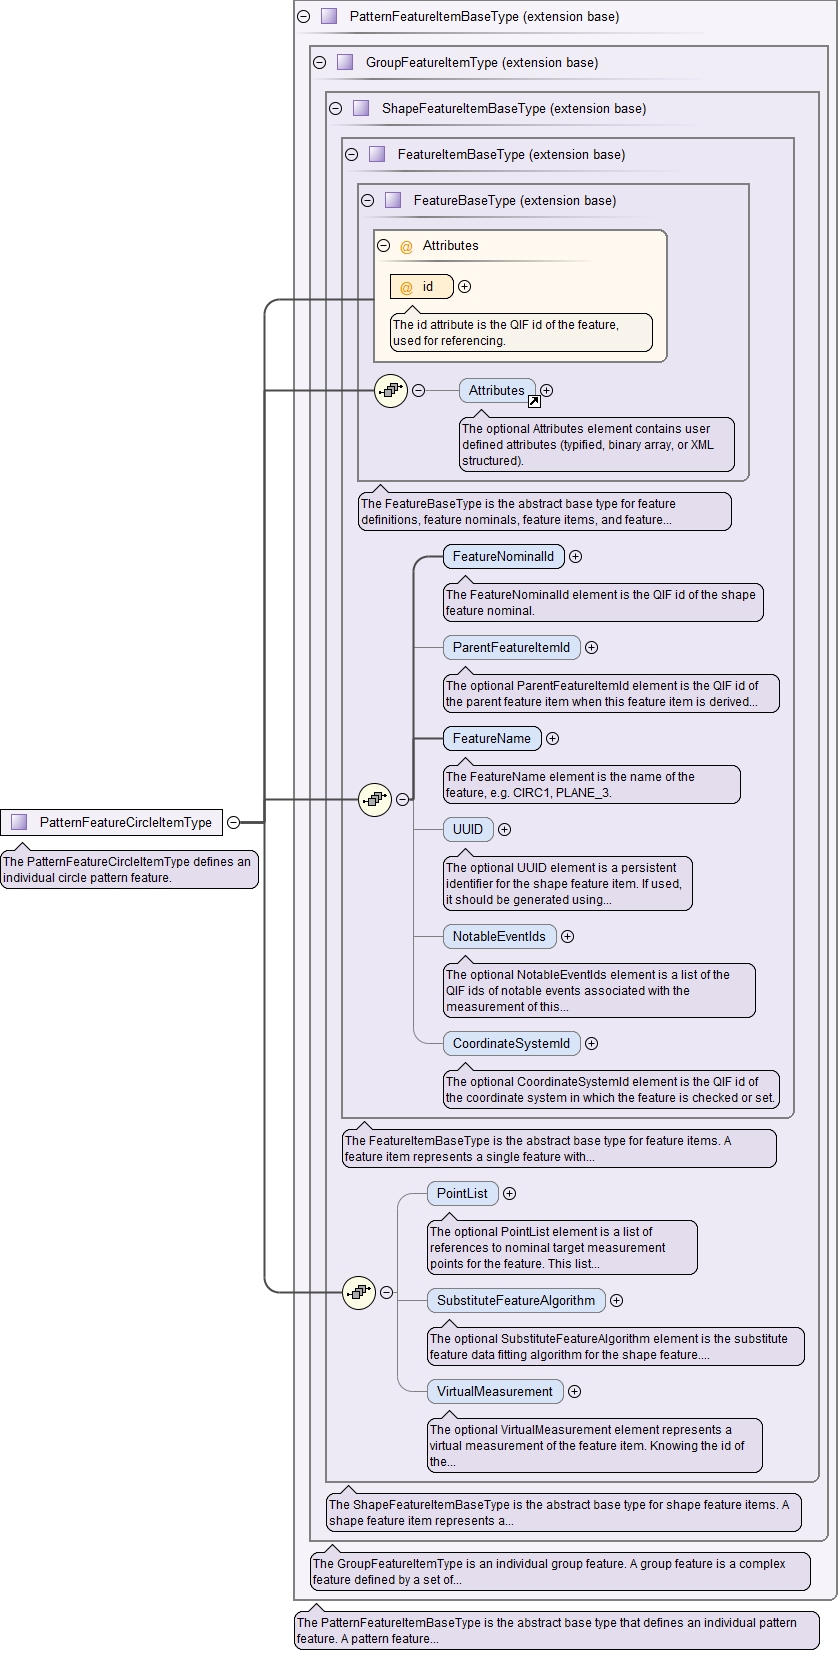 PatternFeatureItemBaseType (extension base)
GroupFeatureItemType (extension base)
ShapeFeatureItemBaseType (extension base)
FeatureItemBaseType (extension base)
FeatureBaseType (extension base)
@ Attributes
@ id
The id attribute is the QIF id of the feature,
used for referencing.
Attributes
The optional Attributes element contains user
defined attributes (typified, binary array, or XML
structured).
The FeatureBaseType is the abstract base type for feature
definitions, feature nominals, feature items, and feature...
FeatureNominalId
The FeatureNominalId element is the QIF id of the shape
feature nominal.
ParentFeatureItemId
The optional ParentFeatureItemId element is the QIF id of
the parent feature item when this feature item is derived...
FeatureName
The FeatureName element is the name of the
feature, e.g. CIRC1, PLANE_3.
PatternFeatureCircleItemType
The PatternFeatureCircleItemType defines an
individual circle pattern feature.
UUID
The optional UUID element is a persistent
identifier for the shape feature item. If used,
it should be generated using...
NotableEventIds
The optional NotableEventIds element is a list of the
QIF ids of notable events associated with the
measurement of this...
CoordinateSystemId
The optional CoordinateSystemId element is the QIF id of
the coordinate system in which the feature is checked or set.
The FeatureItemBaseType is the abstract base type for feature items. A
feature item represents a single feature with...
PointList
The optional PointList element is a list of
references to nominal target measurement
points for the feature. This list...
SubstituteFeatureAlgorithm
The optional SubstituteFeatureAlgorithm element is the substitute
feature data fitting algorithm for the shape feature....
VirtualMeasurement
The optional VirtualMeasurement element represents a
virtual measurement of the feature item. Knowing the id of
the...
The ShapeFeatureItemBaseType is the abstract base type for shape feature items. A
shape feature item represents a...
The GroupFeatureItemType is an individual group feature. A group feature is a complex
feature defined by a set of...
The PatternFeatureItemBaseType is the abstract base type that defines an individual pattern
feature. A pattern feature...